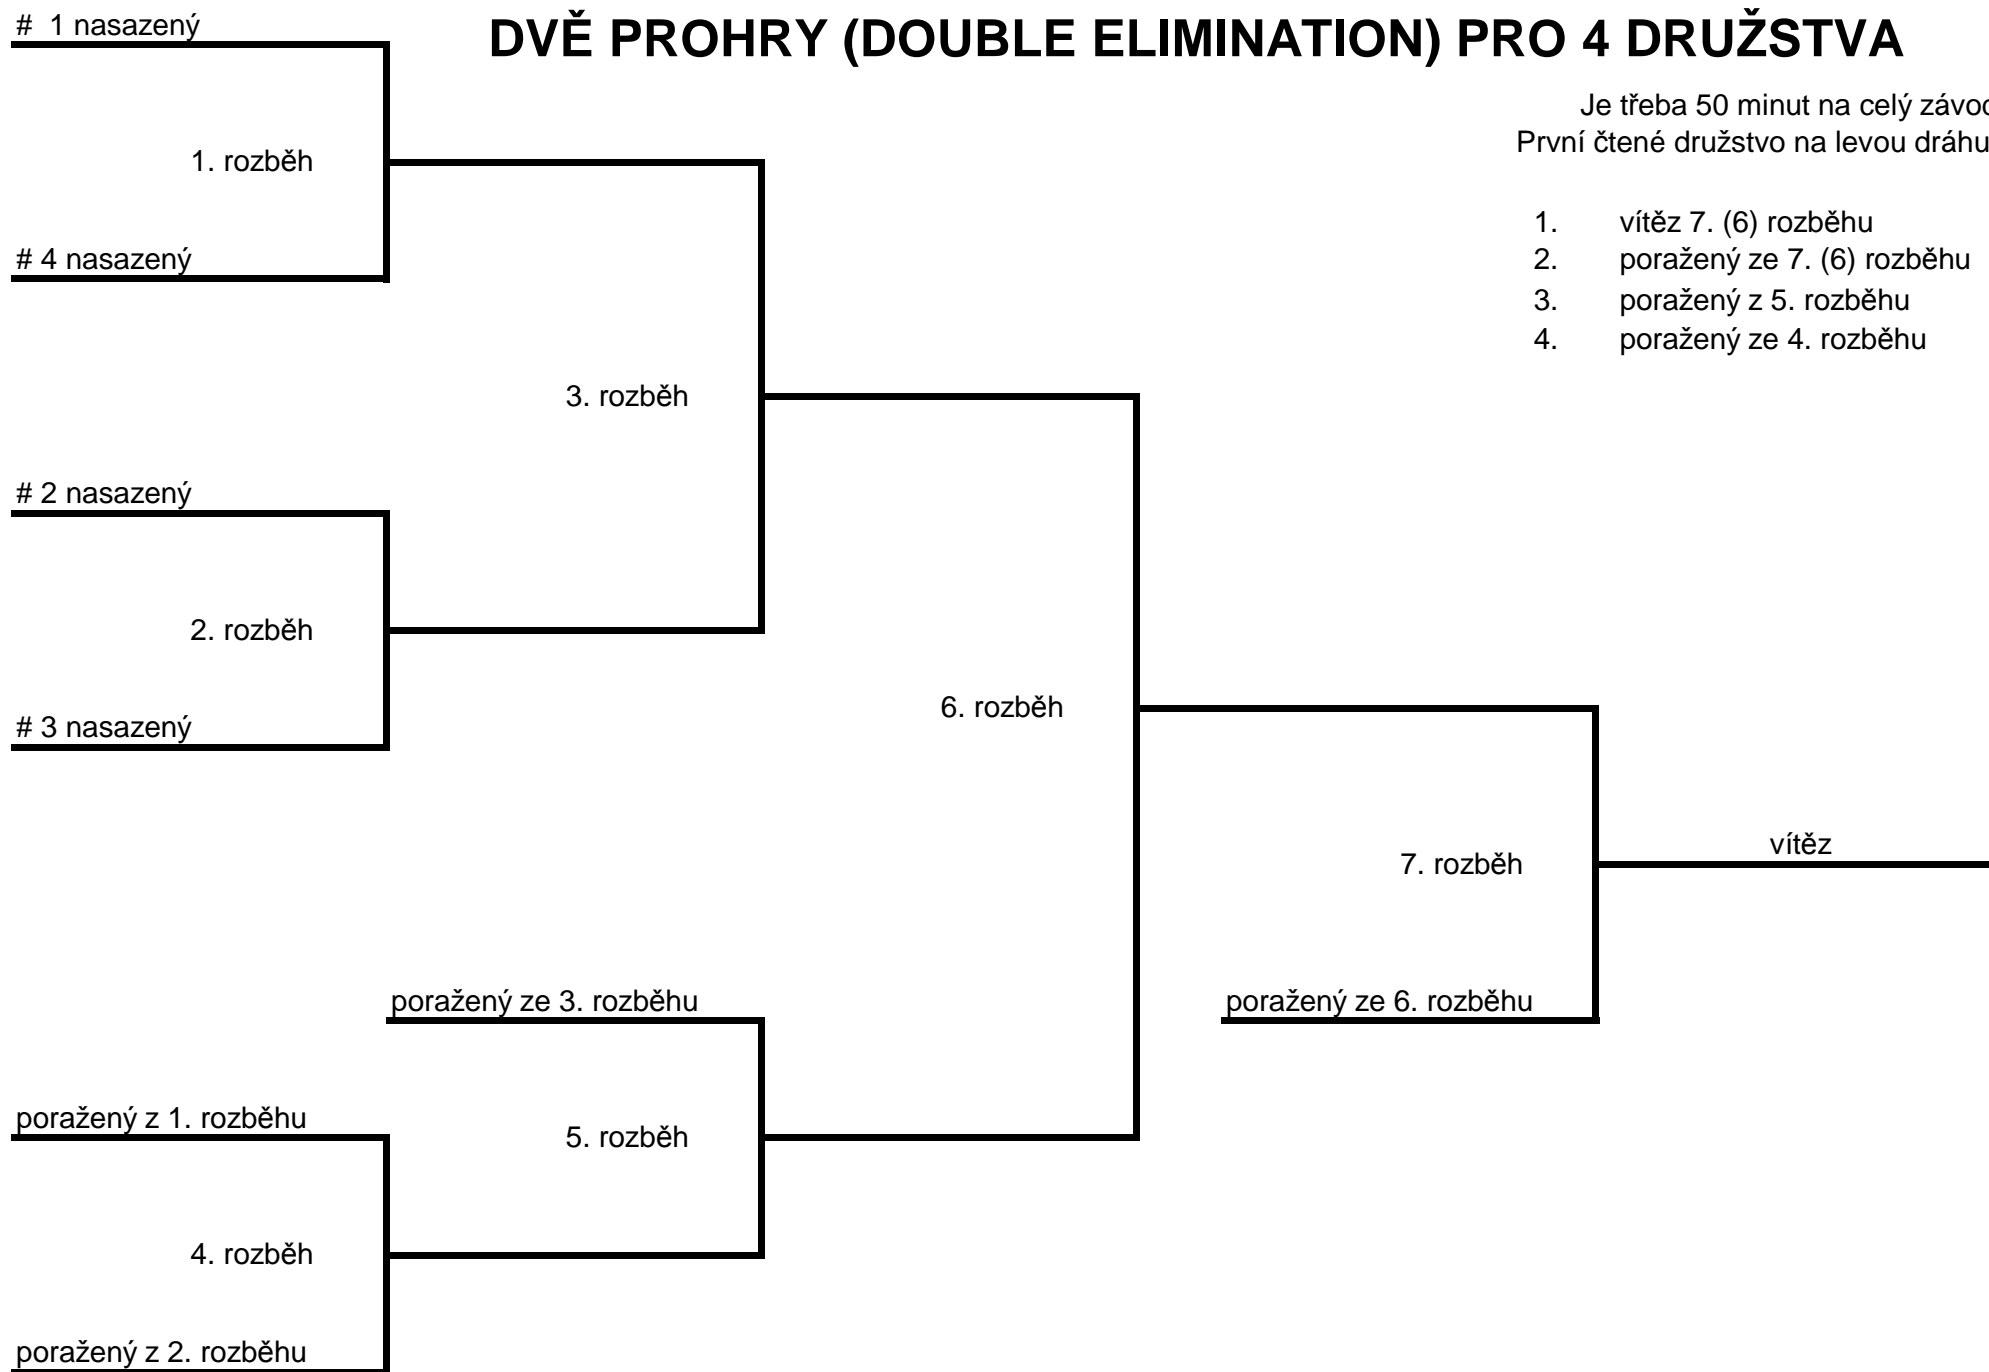 # 1 nasazený
DVĚ PROHRY (DOUBLE ELIMINATION) PRO 4 DRUŽSTVA
Je třeba 50 minut na celý
První čtené družstvo na levou dráhu
1. rozběh
1. vítěz 7. (6) rozběhu
# 4 nasazený
2. poražený ze 7. (6) rozběhu
3. poražený z 5. rozběhu
4. poražený ze 4. rozběhu
3. rozběh
# 2 nasazený
2. rozběh
6. rozběh
# 3 nasazený
vítěz
7. rozběh
poražený ze 3. rozběhu
poražený ze 6. rozběhu
poražený z 1. rozběhu
5. rozběh
4. rozběh
poražený z 2. rozběhu